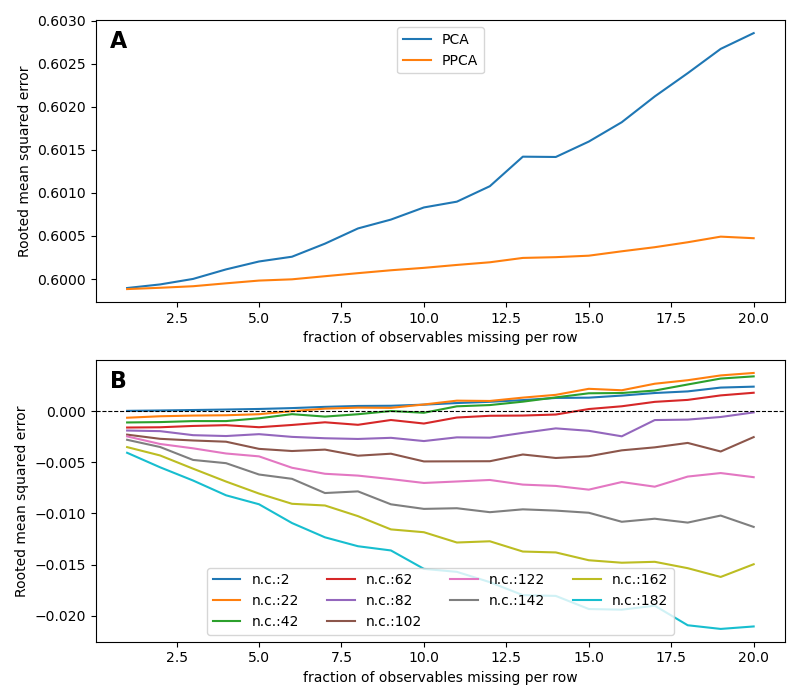 A
PCA
PPCA
0.6030
0.6025
0.6020
0.6015
0.6010
0.6005
0.6000
Rooted mean squared error
2.5 5.0 7.5 10.0 12.5 15.0 17.5 20.0
fraction of observables missing per row
B
0.000
−0.005
−0.010
−0.015
−0.020
Rooted mean squared error
n.c.:2 n.c.:62 n.c.:122 n.c.:162
n.c.:22 n.c.:82 n.c.:142 n.c.:182
n.c.:42 n.c.:102
2.5 5.0 7.5 10.0 12.5 15.0 17.5 20.0
fraction of observables missing per row